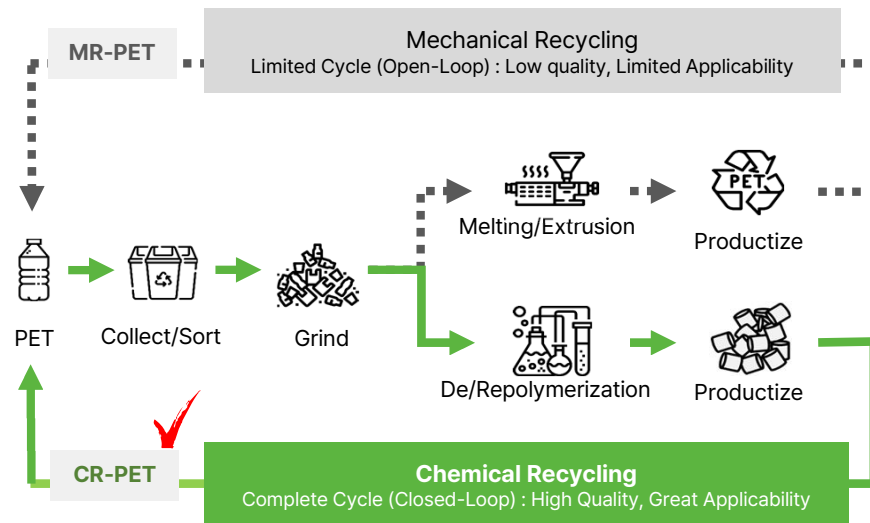 MR-PET
Mechanical Recycling
Limited Cycle (Open-Loop) : Low quality, Limited Applicability
PET
Melting/Extrusion
Productize
PET
Collect/Sort
Grind
De/Repolymerization
Productize
CR-PET
Chemical Recycling
Complete Cycle (Closed-Loop) : High Quality, Great Applicability